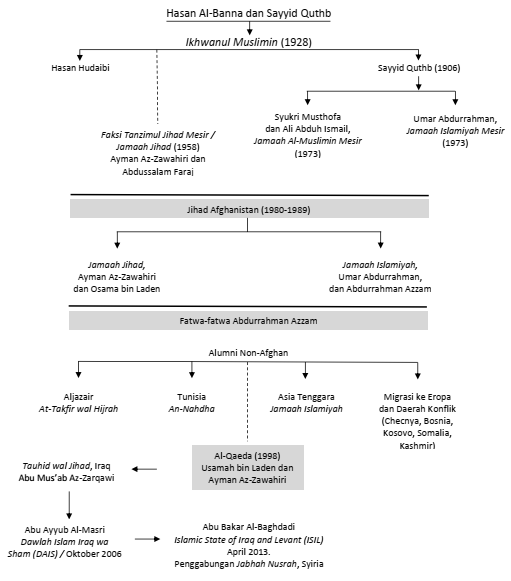 Hasan Al-Banna dan Sayyid Quthb
Ikhwanul Muslimin (1928)
Hasan Hudaibi
Sayyid Quthb (1906)
Faksi Tanzimul Jihad Mesir /
Jamaah Jihad (1958)
Ayman Az-Zawahiri dan
Abdussalam Faraj
Syukri Musthofa
dan Ali Abduh Ismail,
Jamaah Al-Muslimin Mesir
(1973)
Umar Abdurrahman,
Jamaah Islamiyah Mesir
(1973)
Jihad Afghanistan (1980-1989)
Jamaah Jihad,
Ayman Az-Zawahiri
dan Osama bin Laden
Jamaah Islamiyah,
Umar Abdurrahman,
dan Abdurrahman Azzam
Fatwa-fatwa Abdurrahman Azzam
Alumni Non-Afghan
Aljazair
At-Takfir wal Hijrah
Tunisia
An-Nahdha
Asia Tenggara
Jamaah Islamiyah
Migrasi ke Eropa
dan Daerah Konflik
(Checnya, Bosnia,
Kosovo, Somalia,
Kashmir)
Al-Qaeda (1998)
Usamah bin Laden dan
Ayman Az-Zawahiri
Tauhid wal Jihad, Iraq
Abu Mus'ab Az-Zarqawi
Abu Ayyub Al-Masri
Dawlah Islam Iraq wa
Sham (DAIS) / Oktober 2006
Abu Bakar Al-Baghdadi
Islamic State of Iraq and Levant (ISIL)
April 2013.
Penggabungan Jabhah Nusrah, Syiria